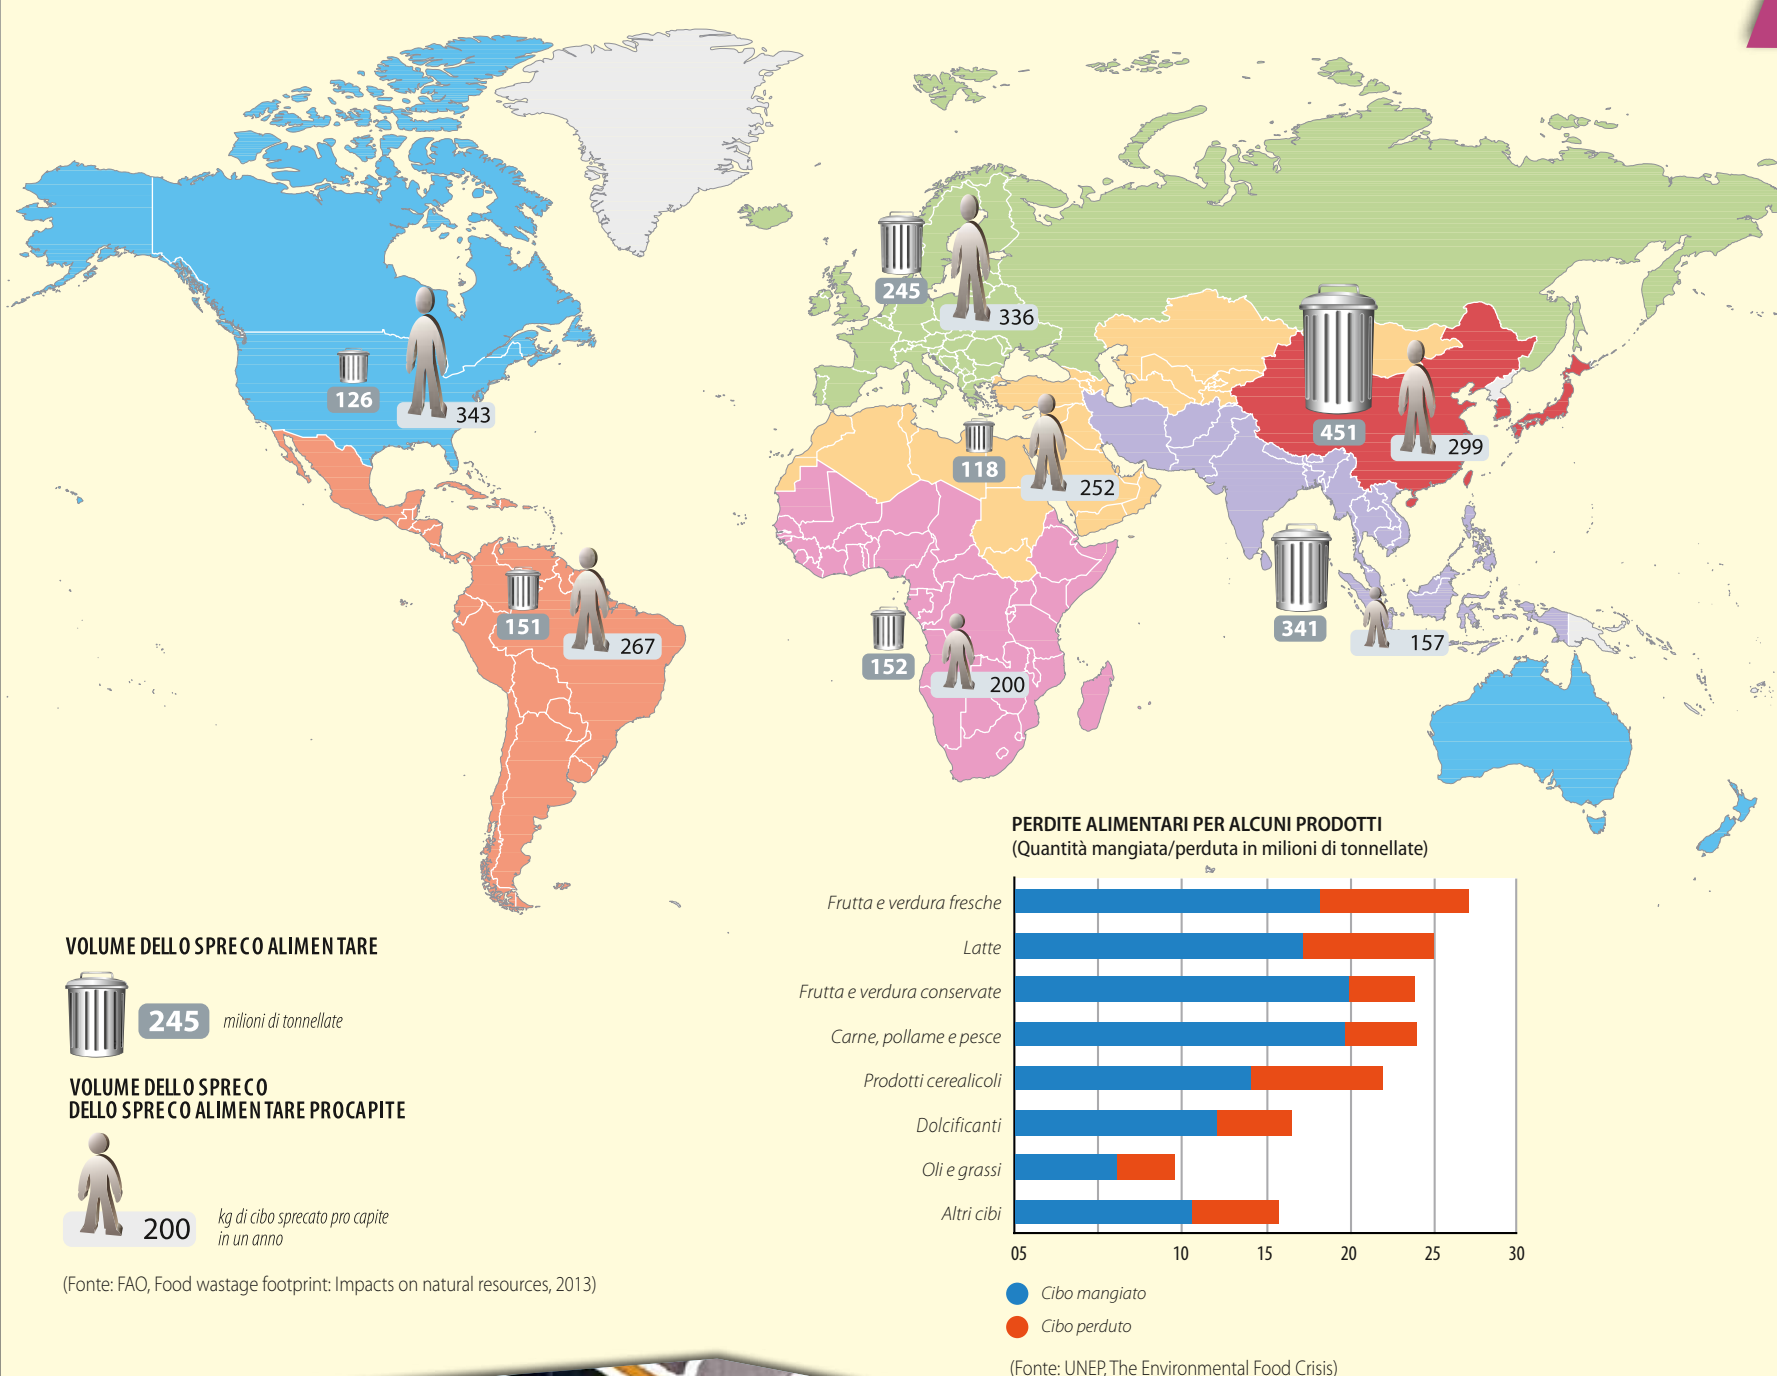 245
336
126
343
451
299
118
252
151
267
341
157
152
200
VOLUME DELLO SPRECO ALIMENTARE
245
milioni di tonnellate
VOLUME DELLO SPRECO
DELLO SPRECO ALIMENTARE PROCAPITE
200
kg di cibo sprecato pro capite
in un anno
(Fonte: FAO, Food wastage footprint: Impacts on natural resources, 2013)
PERDITE ALIMENTARI PER ALCUNI PRODOTTI
(Quantità mangiata/perduta in milioni di tonnellate)
Frutta e verdura fresche
Latte
Frutta e verdura conservate
Carne, pollame e pesce
Prodotti cerealicoli
Dolcificanti
Oli e grassi
Altri cibi
05 10 15 20 25 30
Cibo mangiato
Cibo perduto
(Fonte: UNEP, The Environmental Food Crisis)